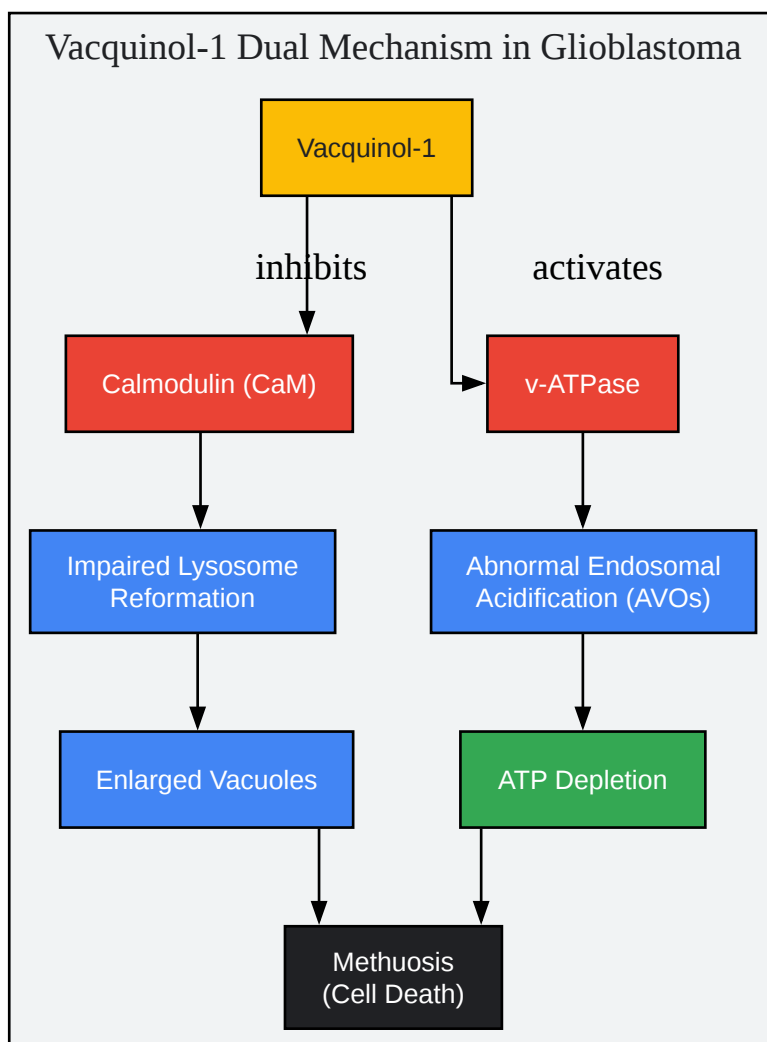 Vacquinol-1 Dual Mechanism in Glioblastoma
Vacquinol-1
inhibits
activates
Calmodulin (CaM)
v-ATPase
Impaired Lysosome
Reformation
Abnormal Endosomal
Acidification (AVOs)
Enlarged Vacuoles
ATP Depletion
Methuosis
(Cell Death)